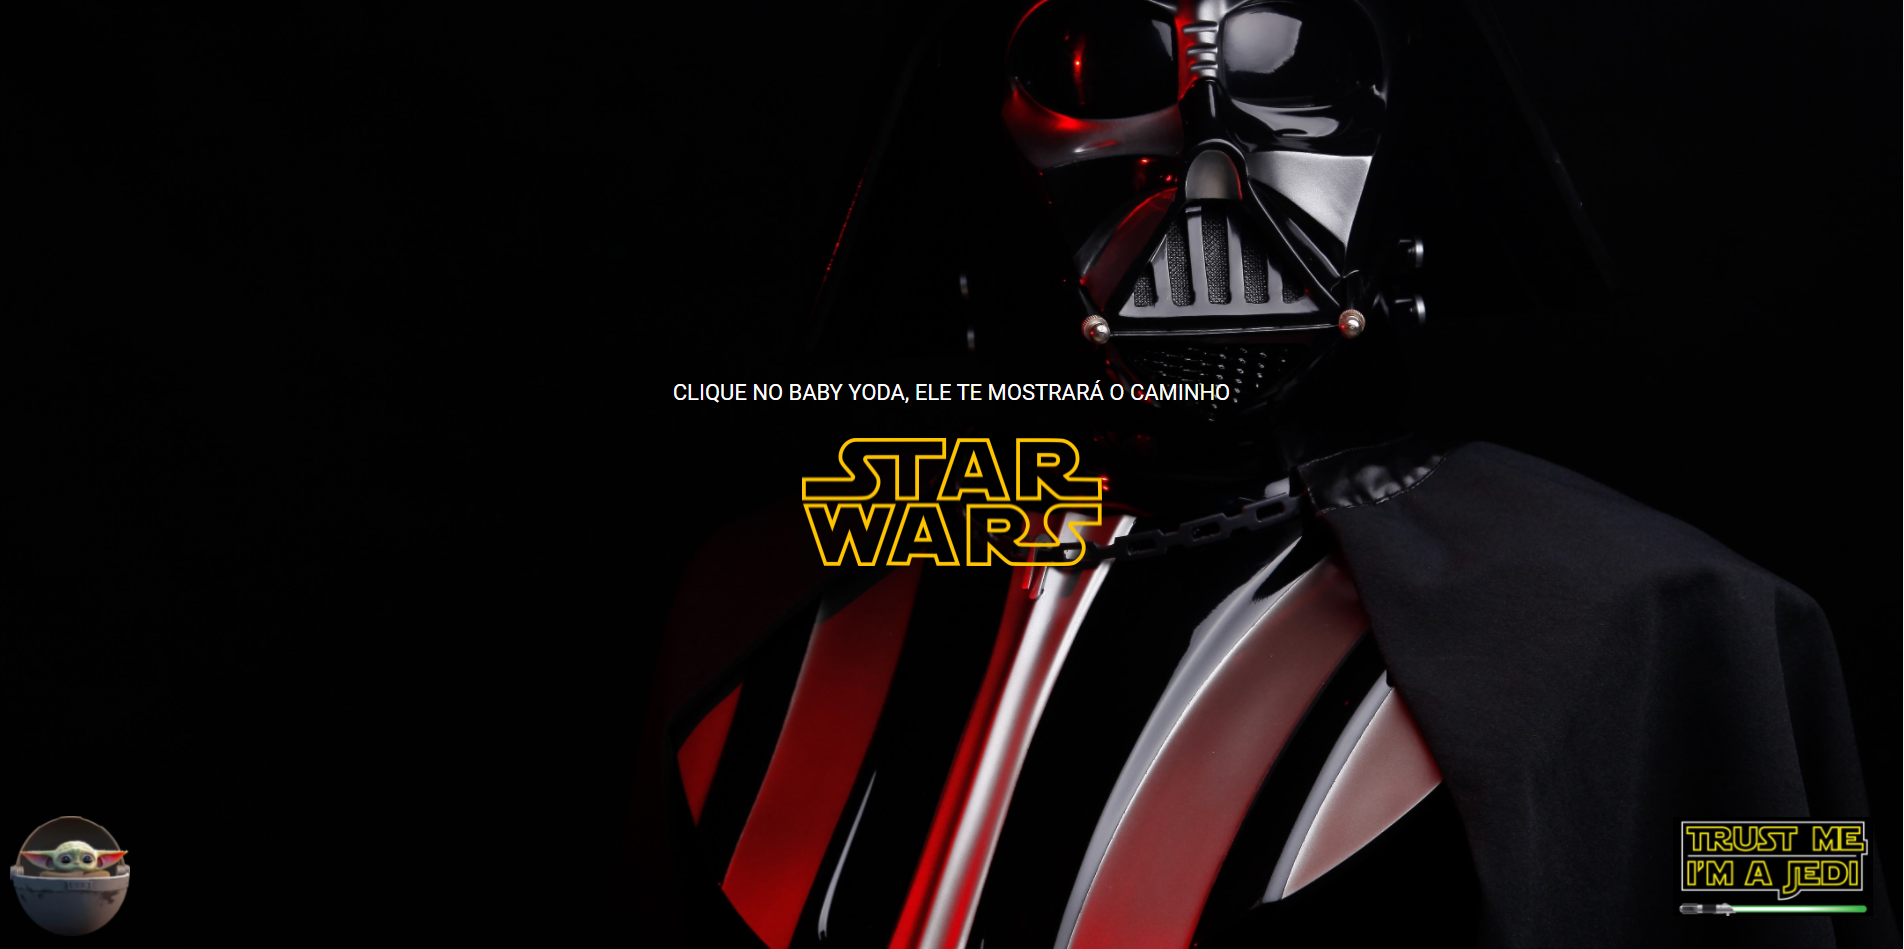 CLIQUE NO BABY YODA, ELE TE MOSTRARÁ O CAMINHO
STAR
WARS
TRUST ME
I'M A JEDI